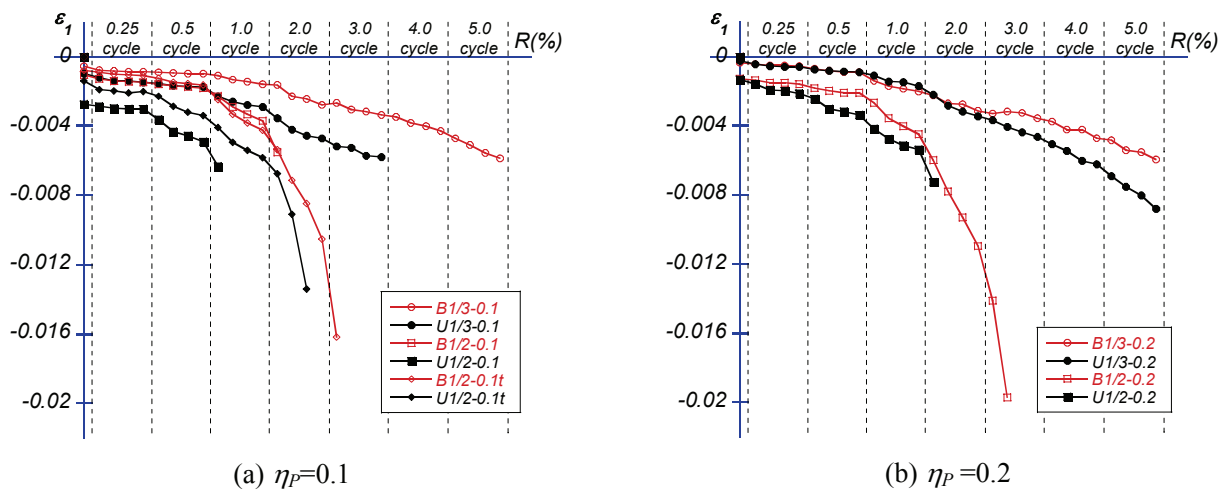 ε1 0.25 0.5 1.0 2.0 3.0 4.0 5.0 R(%)
cycle cycle cycle cycle cycle cycle cycle
0
-0.004
-0.008
-0.012
-0.016
-0.02
B1/3-0.1
U1/3-0.1
B1/2-0.1
U1/2-0.1
B1/2-0.1t
U1/2-0.1t
(a) ηP=0.1
ε1 0.25 0.5 1.0 2.0 3.0 4.0 5.0 R(%)
cycle cycle cycle cycle cycle cycle cycle
0
-0.004
-0.008
-0.012
-0.016
-0.02
B1/3-0.2
U1/3-0.2
B1/2-0.2
U1/2-0.2
(b) ηP =0.2